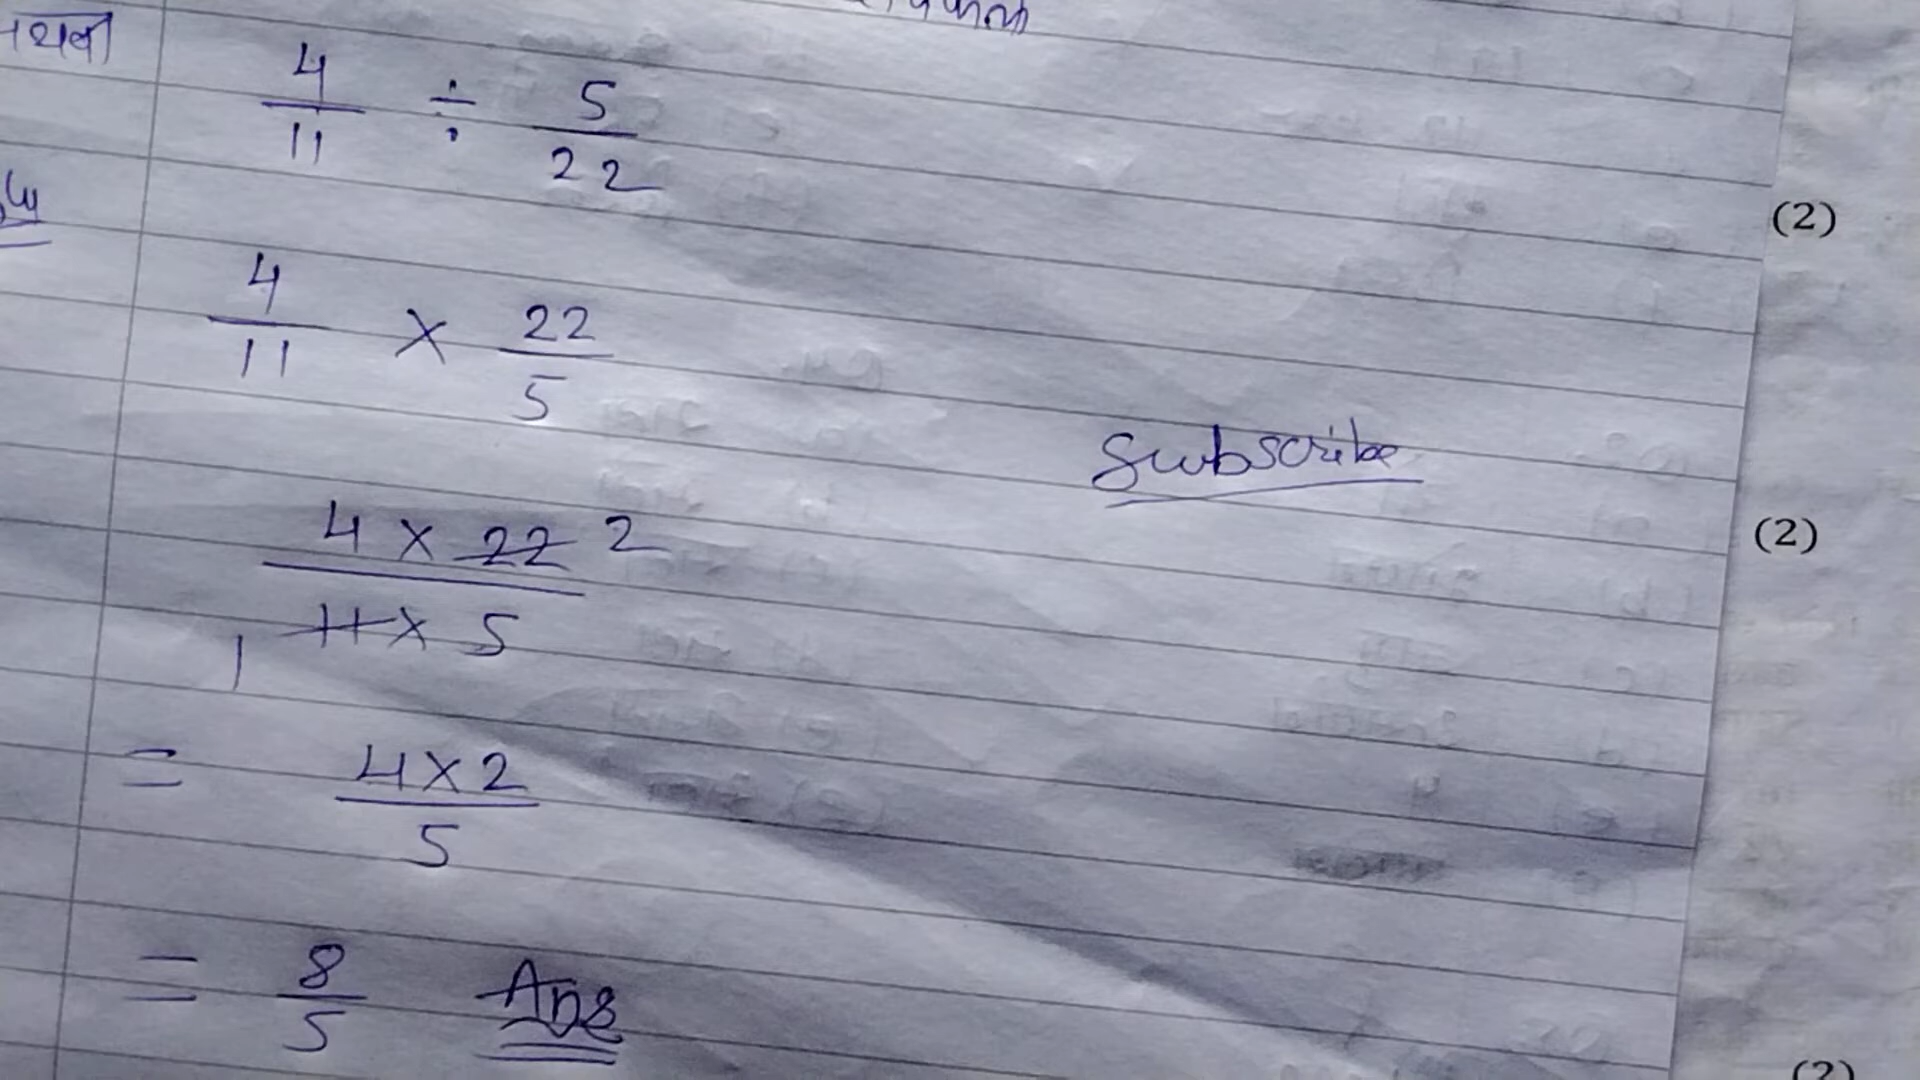 4/11 ÷ 5/22
(2)
4/11 × 22/5
Subscribe
4 × 22 2
11 × 5
1
(2)
= 4×2/5
= 8/5 Ans
(2)